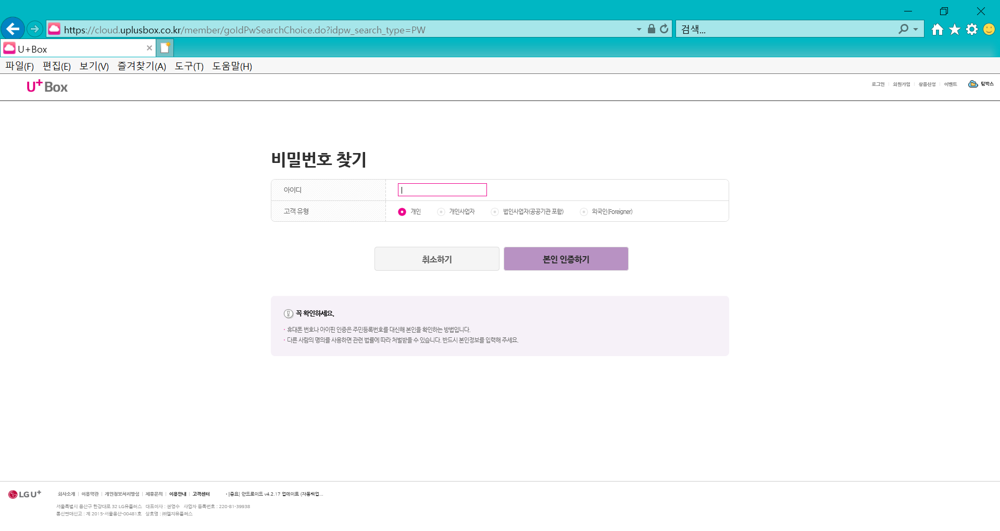 https://cloud.uplusbox.co.kr/member/goIdPwSearchChoice.do?idpw_search_type=PW
검색...
U+Box
파일(F) 편집(E) 보기(V) 즐겨찾기(A) 도구(T) 도움말(H)
U+ Box
로그인 회원가입 상품신청 이벤트 팀박스
비밀번호 찾기
아이디
고객 유형 개인 개인사업자 법인사업자(공공기관 포함) 외국인(Foreigner)
취소하기 본인 인증하기
꼭 확인하세요.
· 휴대폰 번호나 아이핀 인증은 주민등록번호를 대신해 본인을 확인하는 방법입니다.
· 다른 사람의 명의를 사용하면 관련 법률에 따라 처벌받을 수 있습니다. 반드시 본인정보를 입력해 주세요.
LG U+
회사소개 이용약관 개인정보처리방침 제휴문의 이용안내 고객센터 · [중요] 안드로이드 v4.2.17 업데이트 (자동백업...
서울특별시 용산구 한강대로 32 LG유플러스 대표이사 : 권영수 사업자 등록번호 : 220-81-39938
통신판매신고 : 제 2015-서울용산-00481호 상호명 : ㈜엘지유플러스